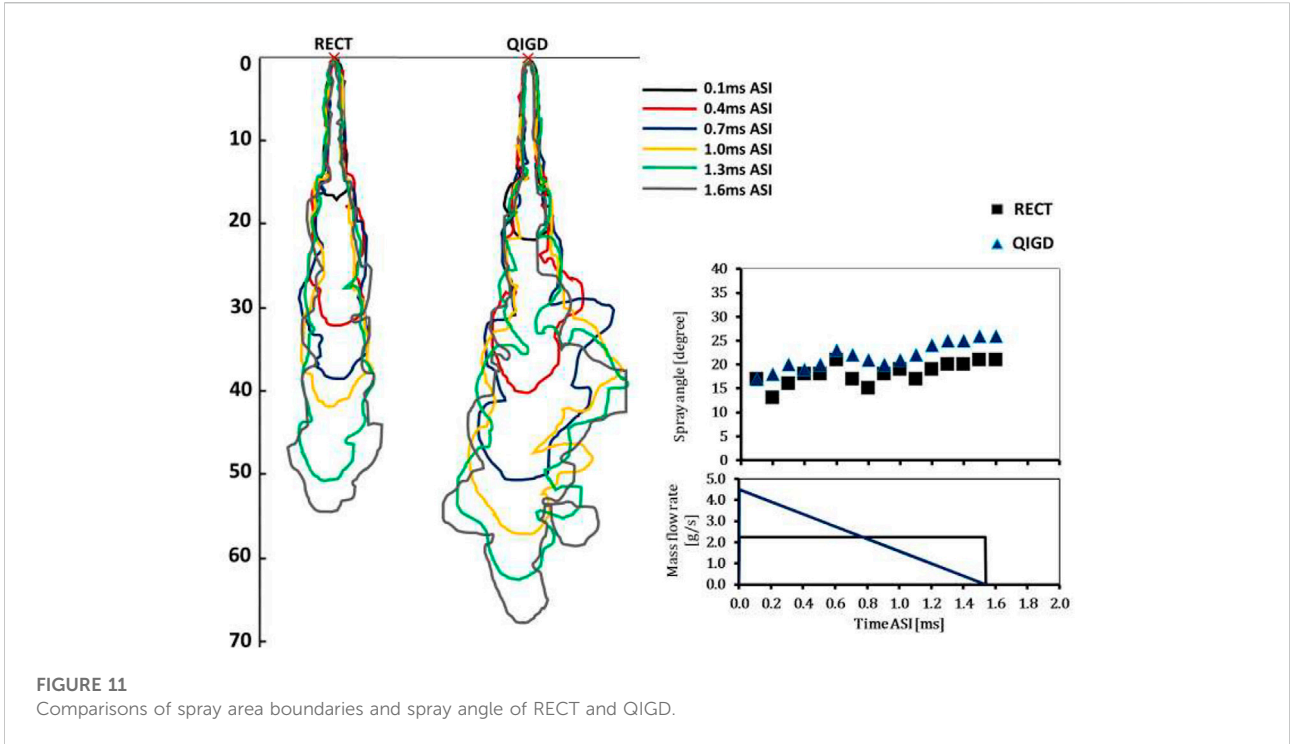 RECT QIGD
0
10
20
30
40
50
60
70
0.1ms ASI
0.4ms ASI
0.7ms ASI
1.0ms ASI
1.3ms ASI
1.6ms ASI
RECT
QIGD
Spray angle [degree]
40
35
30
25
20
15
10
5
0
Mass flow rate
[g/s]
5.0
4.0
3.0
2.0
1.0
0.0
0.0 0.2 0.4 0.6 0.8 1.0 1.2 1.4 1.6 1.8 2.0
Time ASI [ms]
FIGURE 11
Comparisons of spray area boundaries and spray angle of RECT and QIGD.